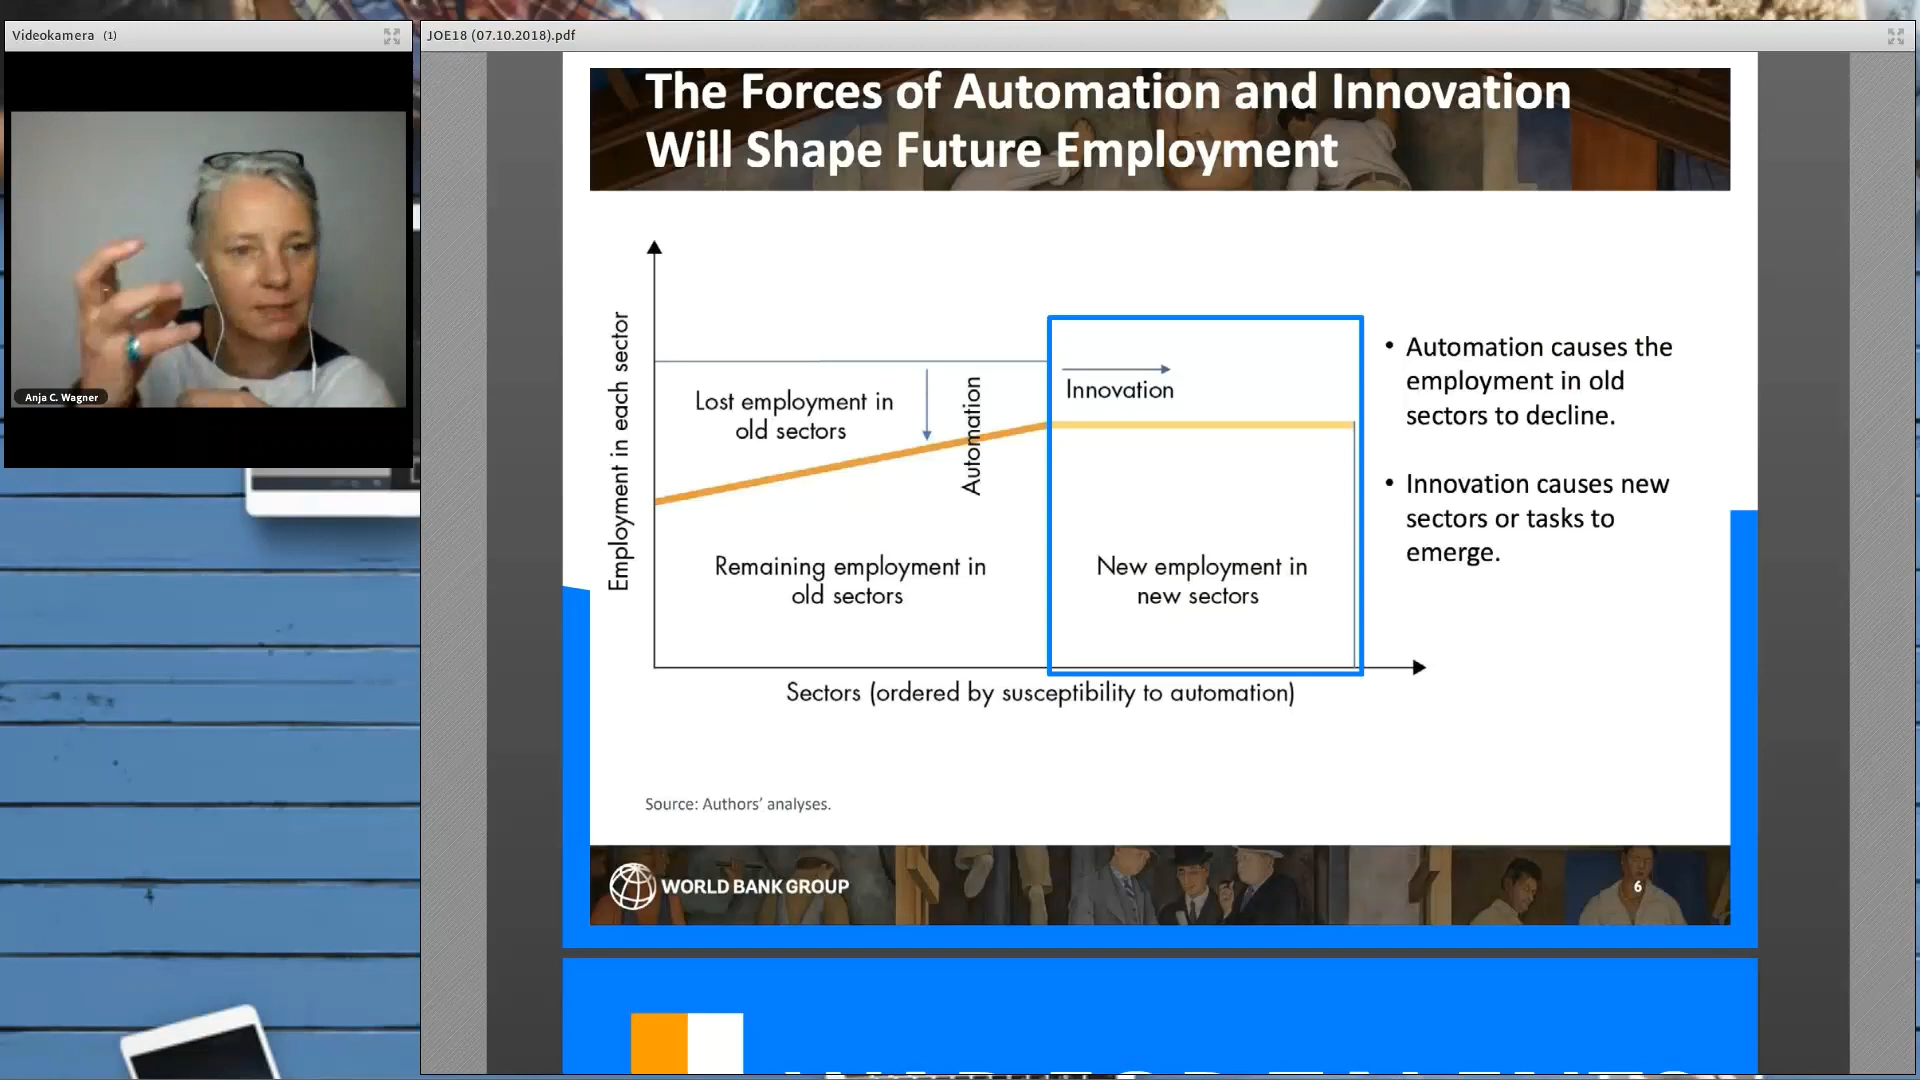 Videokamera (1)
JOE18 (07.10.2018).pdf
Anja C. Wagner
The Forces of Automation and Innovation
Will Shape Future Employment
Employment in each sector
Lost employment in
old sectors
Automation
Innovation
Remaining employment in
old sectors
New employment in
new sectors
Sectors (ordered by susceptibility to automation)
• Automation causes the
employment in old
sectors to decline.
• Innovation causes new
sectors or tasks to
emerge.
Source: Authors’ analyses.
WORLD BANK GROUP
6